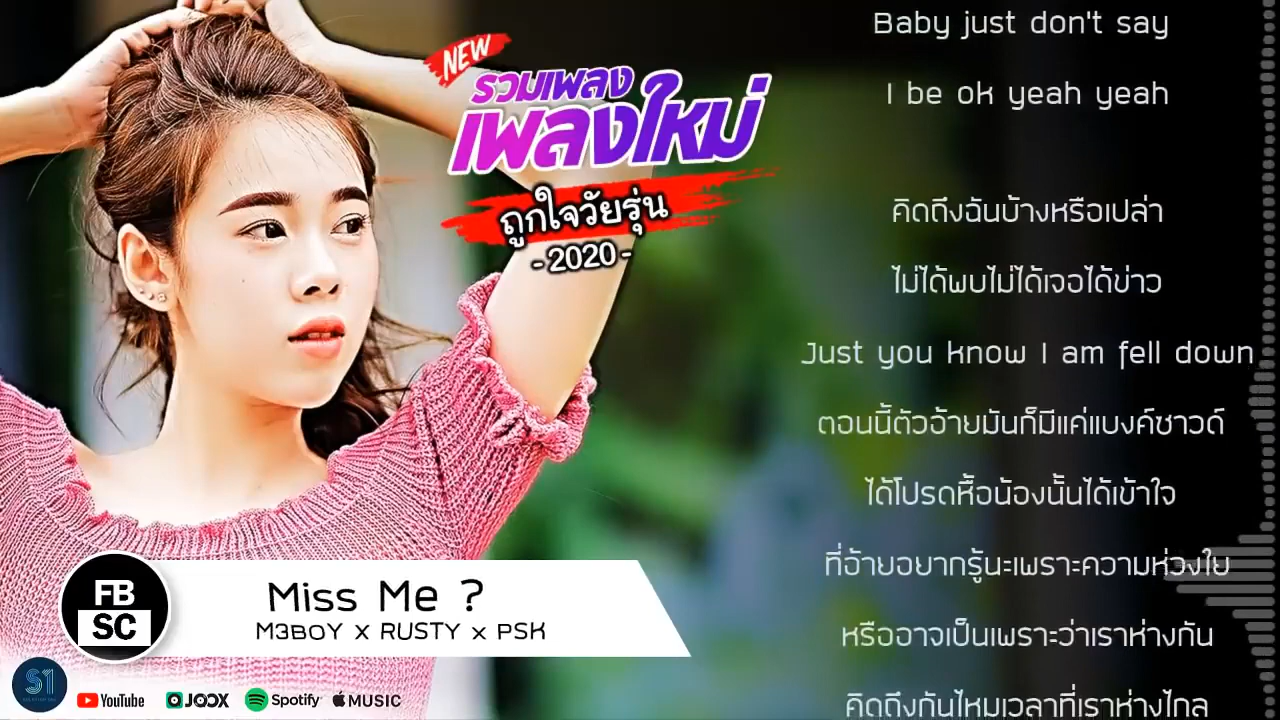 NEW
รวมเพลง
เพลงใหม่
ถูกใจวัยรุ่น
-2020-
Baby just don't say
I be ok yeah yeah
คิดถึงฉันบ้างหรือเปล่า
ไม่ได้พบไม่ได้เจอได้ข่าว
Just you know I am fell down
ตอนนี้ตัวอ้ายมันก็มีแค่แบงค์ซาวด์
ได้โปรดหื้อน้องนั้นได้เข้าใจ
ที่อ้ายอยากรู้นะเพราะความห่วงใย
หรืออาจเป็นเพราะว่าเราห่างกัน
คิดถึงกันไหมเวลาที่เราห่างไกล
FB
SC
Miss Me ?
M3BOY X RUSTY x PSK
S1
YouTube
JOOX
Spotify
MUSIC